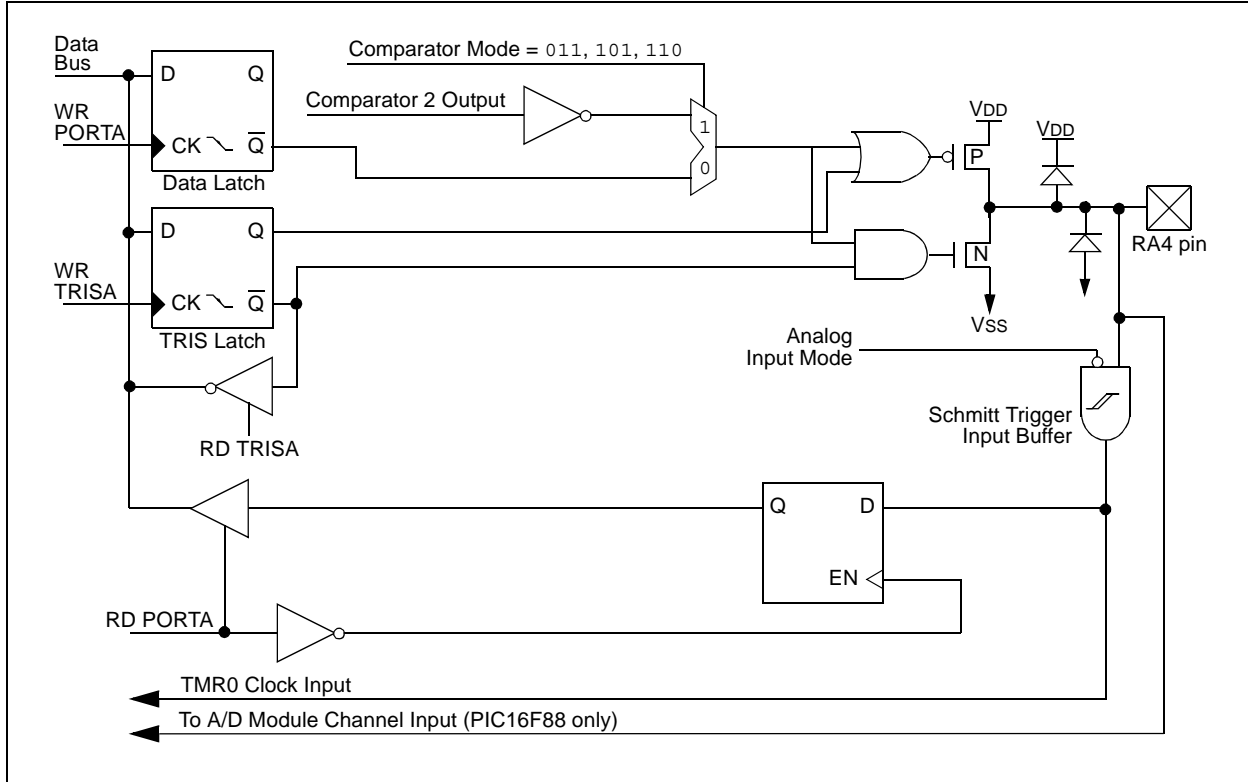 Data
Bus
D
Q
Comparator Mode = 011, 101, 110
Comparator 2 Output
WR
PORTA
CK
Q
Data Latch
1
0
VDD
P
VDD
D
Q
RA4 pin
WR
TRISA
CK
Q
TRIS Latch
N
VSS
Analog
Input Mode
Schmitt Trigger
Input Buffer
RD TRISA
Q
D
EN
RD PORTA
TMR0 Clock Input
To A/D Module Channel Input (PIC16F88 only)